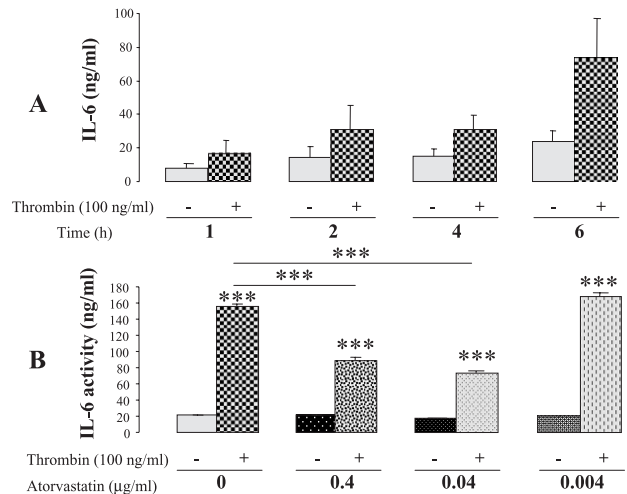 A
IL-6 (ng/ml)
100
80
60
40
20
0
Thrombin (100 ng/ml) - + - + - + - +
Time (h) 1 2 4 6
B
IL-6 activity (ng/ml)
180
160
140
120
100
80
60
40
20
0
***
***
***
***
***
***
Thrombin (100 ng/ml) - + - + - + - +
Atorvastatin (µg/ml) 0 0.4 0.04 0.004